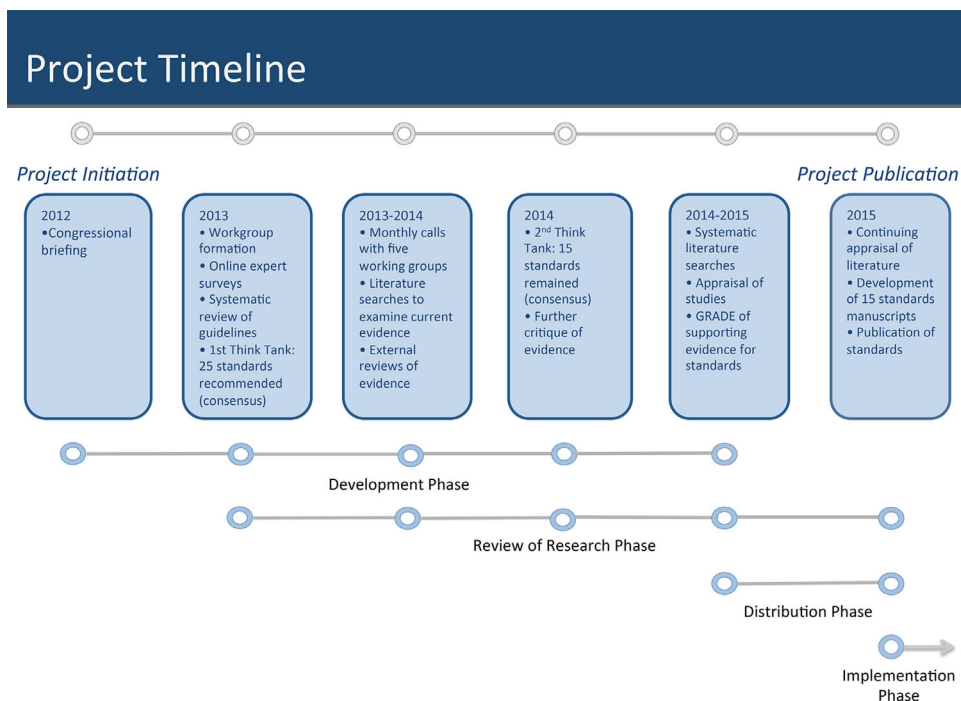 Project Timeline
Project Initiation
Project Publication
2012
•Congressional
briefing
2013
• Workgroup
formation
• Online expert
surveys
• Systematic
review of
guidelines
• 1st Think Tank:
25 standards
recommended
(consensus)
2013-2014
• Monthly calls
with five
working groups
• Literature
searches to
examine current
evidence
• External
reviews of
evidence
2014
• 2nd Think
Tank: 15
standards
remained
(consensus)
• Further
critique of
evidence
2014-2015
• Systematic
literature
searches
• Appraisal of
studies
• GRADE of
supporting
evidence for
standards
2015
• Continuing
appraisal of
literature
• Development
of 15 standards
manuscripts
• Publication of
standards
Development Phase
Review of Research Phase
Distribution Phase
Implementation
Phase